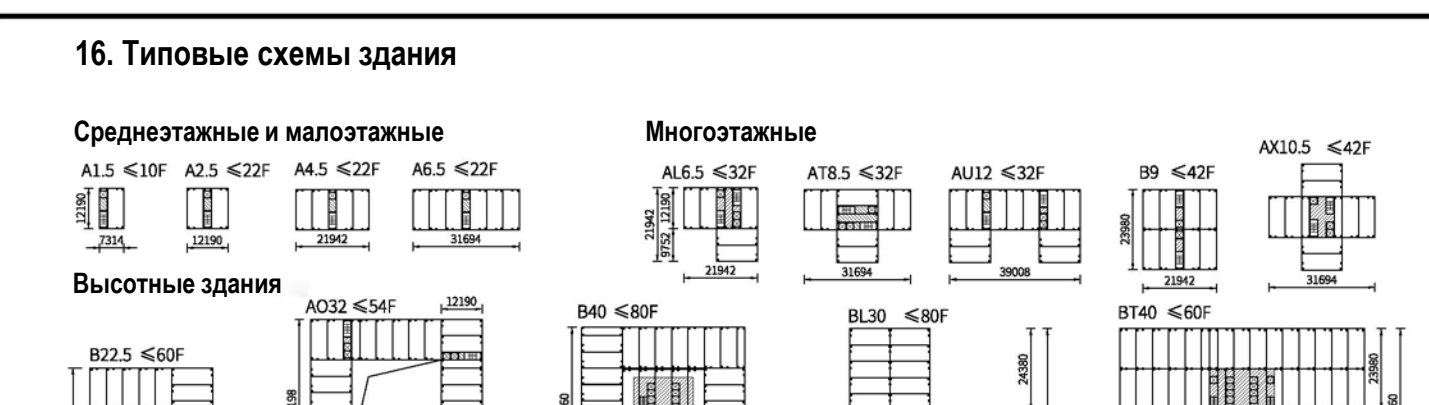 16. Типовые схемы здания
Среднеэтажные и малоэтажные
Многоэтажные
A1.5 ≤10F
A2.5 ≤22F
A4.5 ≤22F
A6.5 ≤22F
AL6.5 ≤32F
AT8.5 ≤32F
AU12 ≤32F
B9 ≤42F
AX10.5 ≤42F
12190
7314
12190
21942
31694
21942
12190
9752
21942
31694
39008
23980
21942
31694
Высотные здания
B22.5 ≤60F
AO32 ≤54F
12190
B40 ≤80F
BL30 ≤80F
24380
BT40 ≤60F
23980